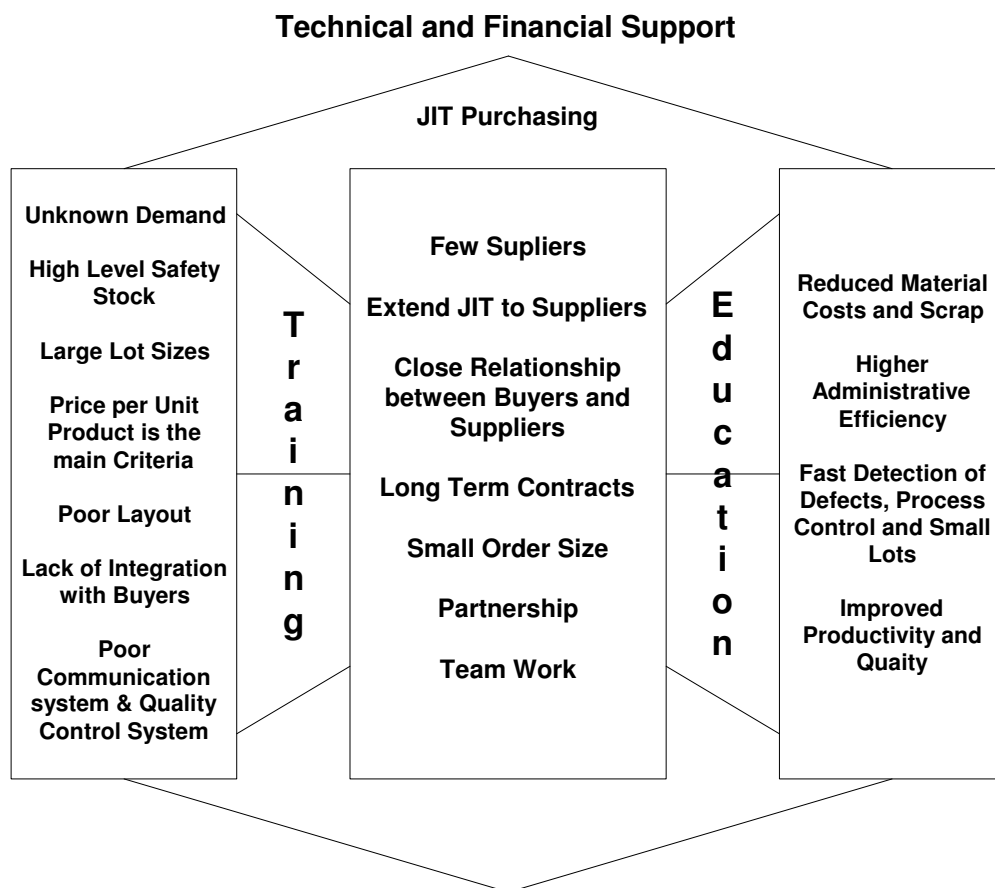 Technical and Financial Support
JIT Purchasing
Unknown Demand
High Level Safety
Stock
Large Lot Sizes
Price per Unit
Product is the
main Criteria
Poor Layout
Lack of Integration
with Buyers
Poor
Communication
system & Quality
Control System
Training
Few Supliers
Extend JIT to Suppliers
Close Relationship
between Buyers and
Suppliers
Long Term Contracts
Small Order Size
Partnership
Team Work
Education
Reduced Material
Costs and Scrap
Higher
Administrative
Efficiency
Fast Detection of
Defects, Process
Control and Small
Lots
Improved
Productivity and
Quaity